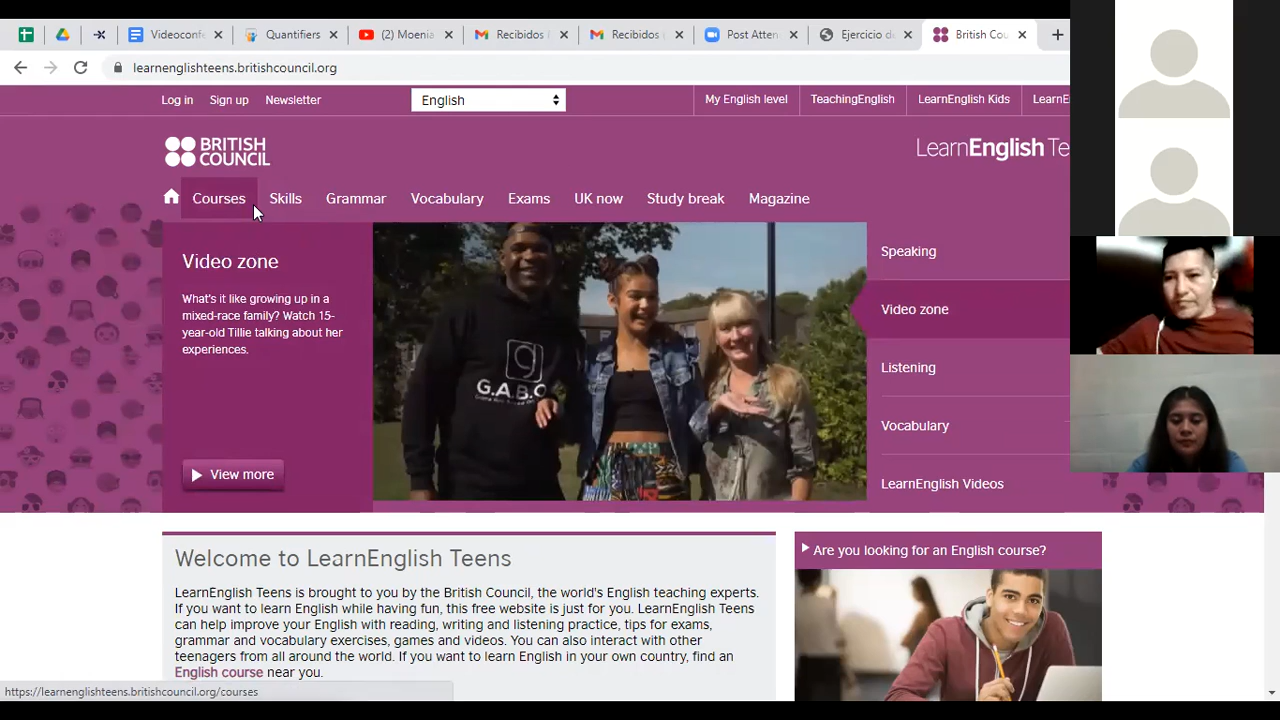 Videoconf
Quantifiers
(2) Moenia
Recibidos
Recibidos
Post Atten
Ejercicio d
British Cou
learnenglishteens.britishcouncil.org
Log in
Sign up
Newsletter
English
My English level
TeachingEnglish
LearnEnglish Kids
LearnE
BRITISH
COUNCIL
LearnEnglish Te
Courses
Skills
Grammar
Vocabulary
Exams
UK now
Study break
Magazine
Video zone
What's it like growing up in a
mixed-race family? Watch 15-
year-old Tillie talking about her
experiences.
View more
G.A.B.O
Speaking
Video zone
Listening
Vocabulary
LearnEnglish Videos
Welcome to LearnEnglish Teens
LearnEnglish Teens is brought to you by the British Council, the world's English teaching experts.
If you want to learn English while having fun, this free website is just for you. LearnEnglish Teens
can help improve your English with reading, writing and listening practice, tips for exams,
grammar and vocabulary exercises, games and videos. You can also interact with other
teenagers from all around the world. If you want to learn English in your own country, find an
English course near you.
Are you looking for an English course?
https://learnenglishteens.britishcouncil.org/courses